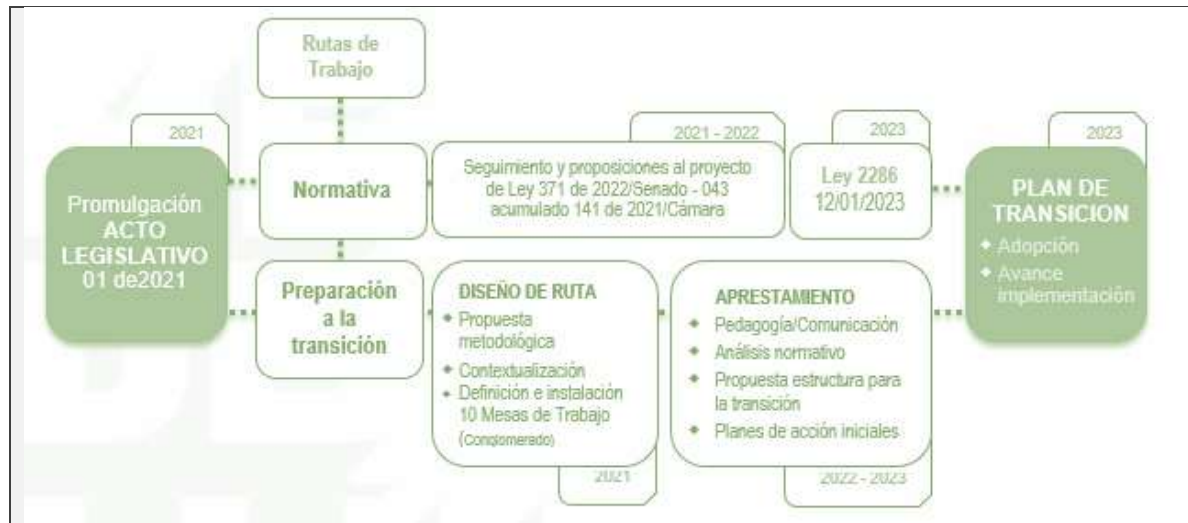 Rutas de
Trabajo
2021
Promulgación
ACTO
LEGISLATIVO
01 de2021
Normativa
2021 - 2022
Seguimiento y proposiciones al proyecto
de Ley 371 de 2022/Senado - 043
acumulado 141 de 2021/Cámara
2023
Ley 2286
12/01/2023
2023
PLAN DE
TRANSICION
Adopción
Avance
implementación
Preparación
a la
transición
DISEÑO DE RUTA
Propuesta
metodológica
Contextualización
Definición e instalación
10 Mesas de Trabajo
(Conglomerado)
2021
APRESTAMIENTO
Pedagogía/Comunicación
Análisis normativo
Propuesta estructura para
la transición
Planes de acción iniciales
2022 - 2023